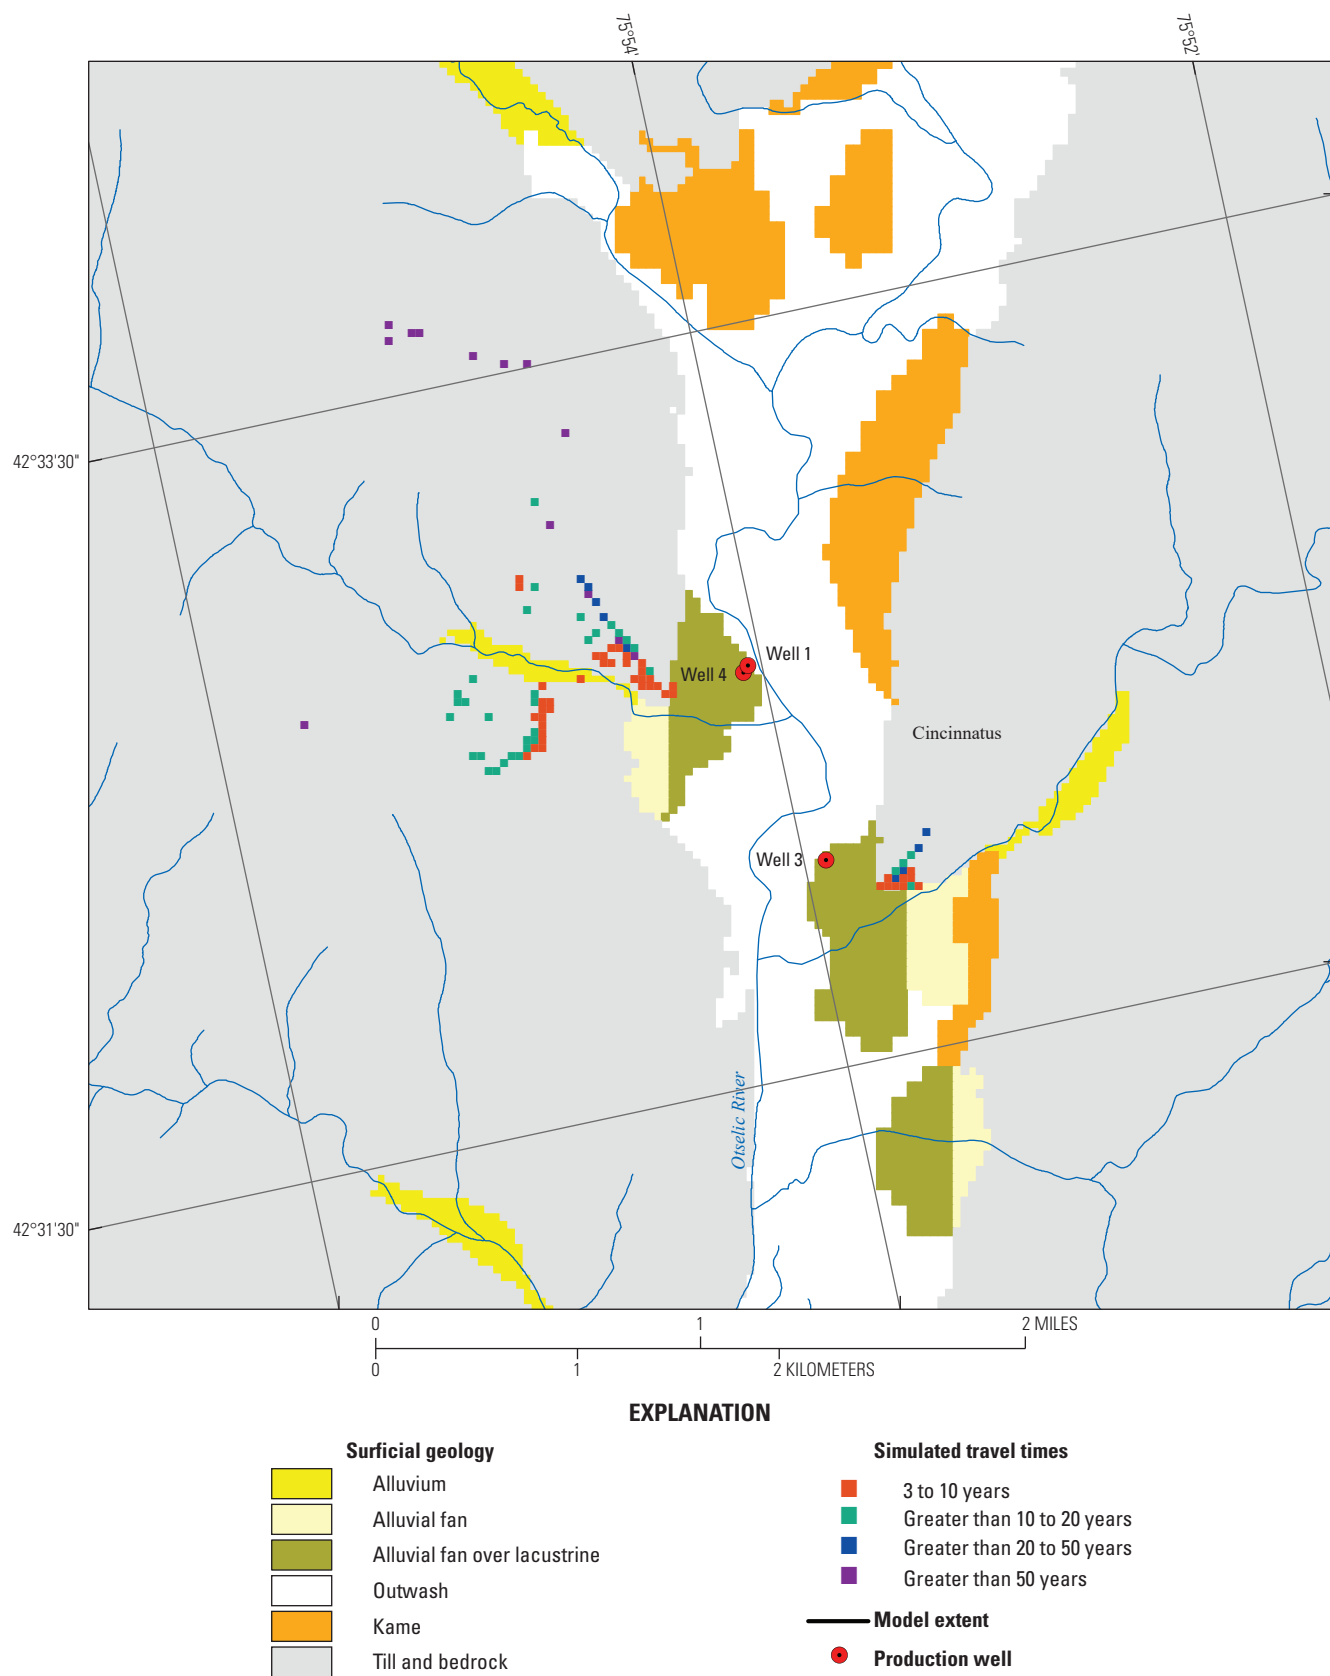 75°54'
75°52'
42°33'30"
Well 1
Well 4
Cincinnatus
Well 3
Otselic River
42°31'30"
0 1 2 MILES
0 1 2 KILOMETERS
EXPLANATION
Surficial geology
Alluvium
Alluvial fan
Alluvial fan over lacustrine
Outwash
Kame
Till and bedrock
Simulated travel times
3 to 10 years
Greater than 10 to 20 years
Greater than 20 to 50 years
Greater than 50 years
Model extent
Production well